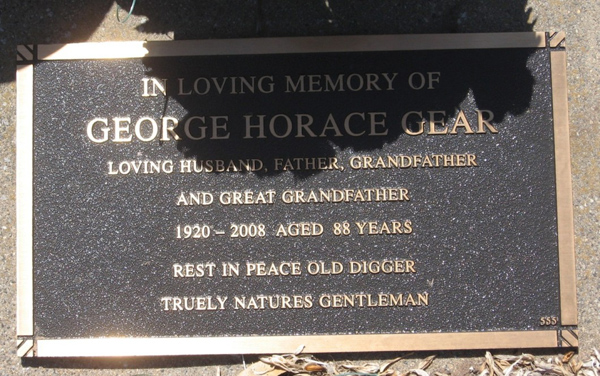 IN LOVING MEMORY OF
GEORGE HORACE GEAR
LOVING HUSBAND, FATHER, GRANDFATHER
AND GREAT GRANDFATHER
1920 – 2008 AGED 88 YEARS
REST IN PEACE OLD DIGGER
TRUELY NATURES GENTLEMAN
555